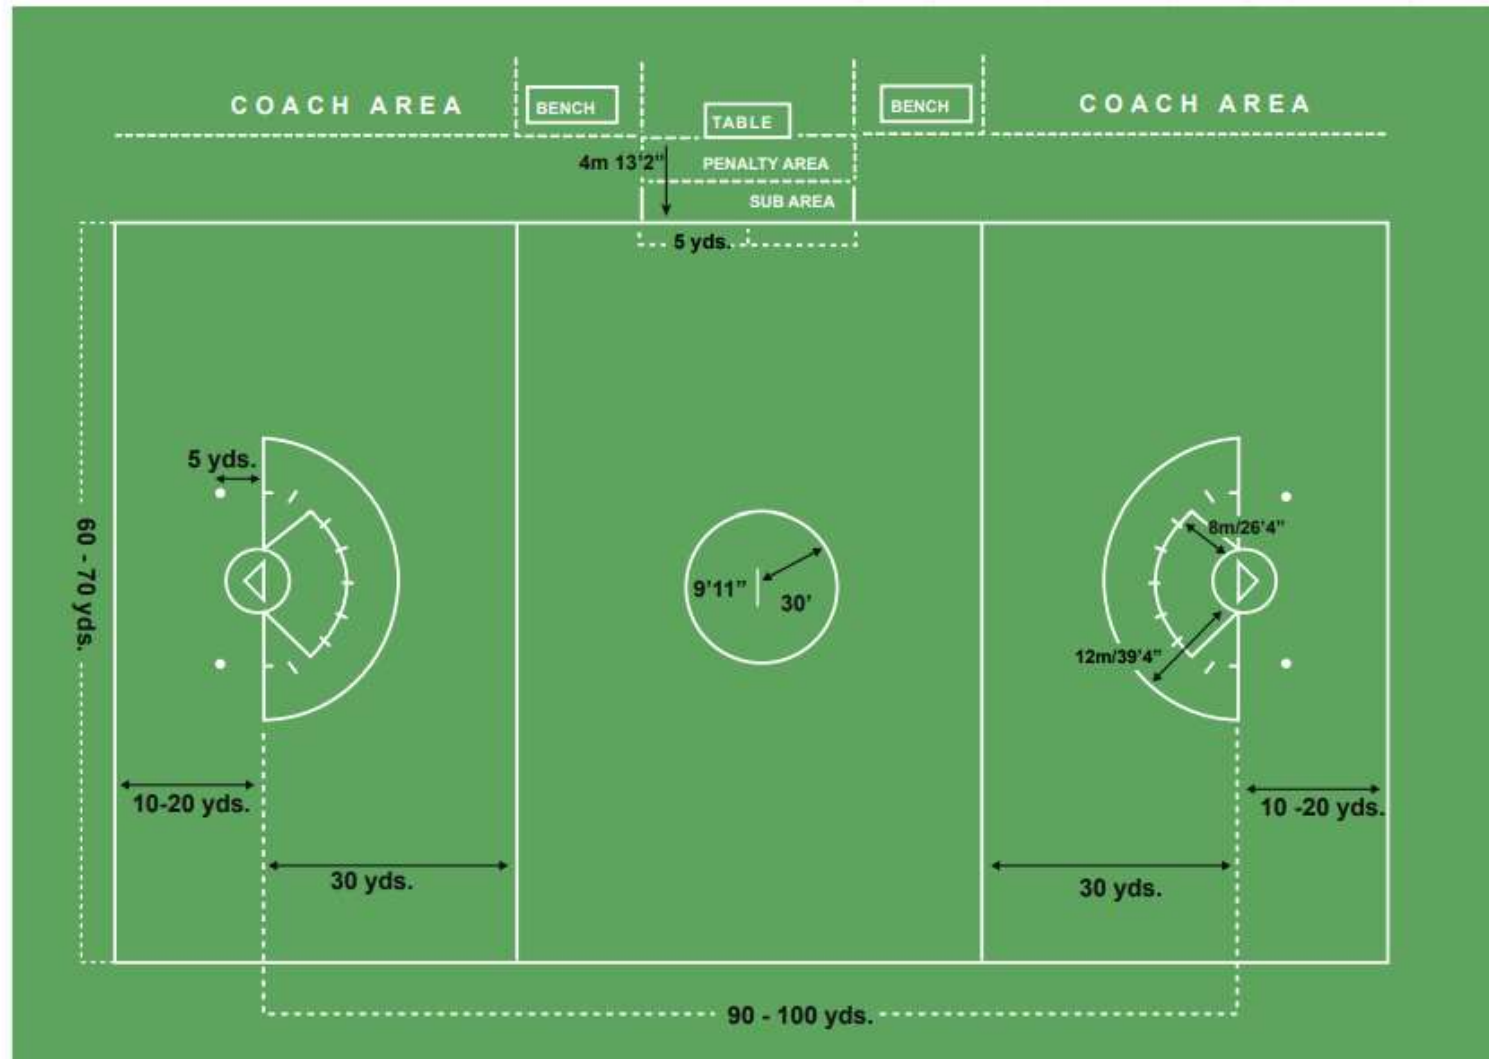 COACH AREA
BENCH
TABLE
BENCH
COACH AREA
4m 13'2"
PENALTY AREA
SUB AREA
5 yds.
5 yds.
60 - 70 yds.
9'11"
30'
8m/26'4"
12m/39'4"
10-20 yds.
10 -20 yds.
30 yds.
30 yds.
90 - 100 yds.